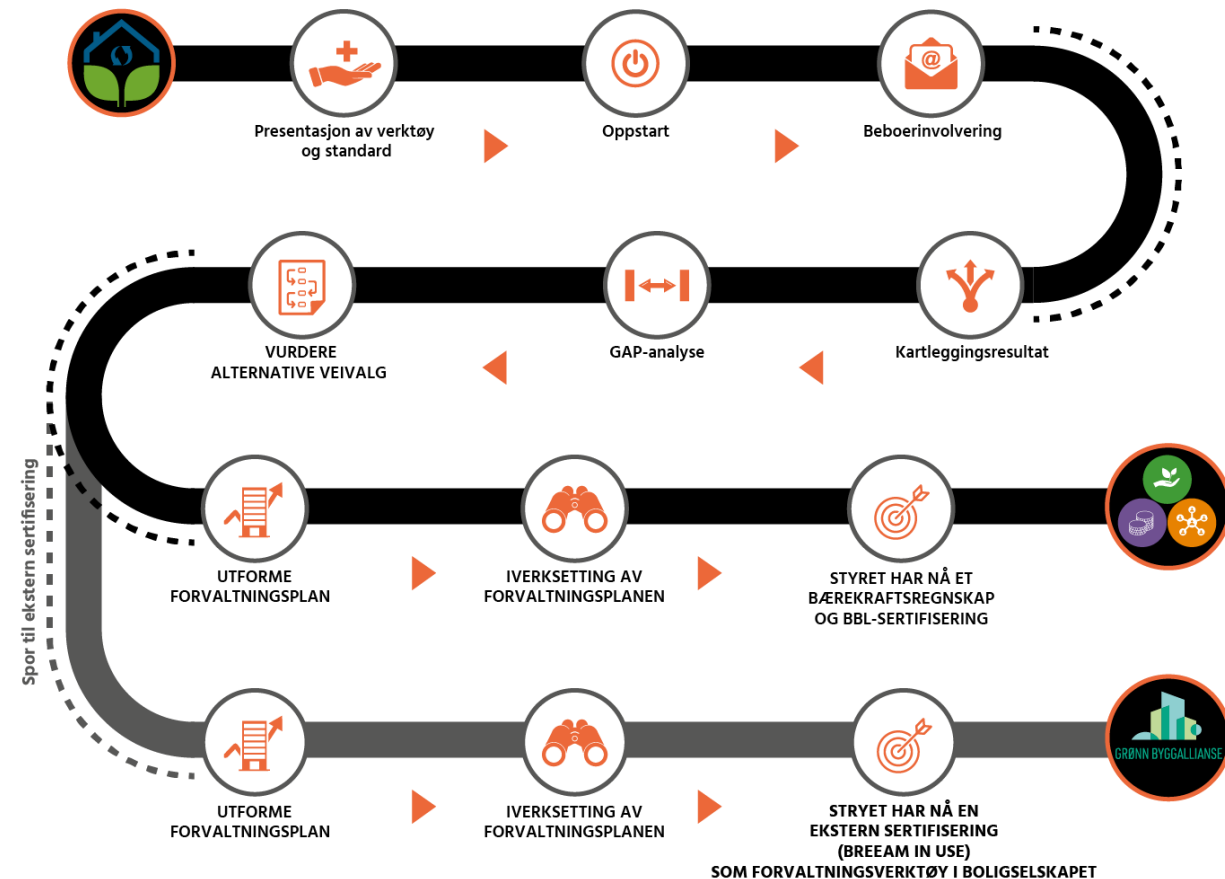 Presentasjon av verktøy
og standard
Oppstart
@
Beboerinvolvering
VURDERE
ALTERNATIVE VEIVALG
GAP-analyse
Kartleggingsresultat
Spor til ekstern sertifisering
UTFORME
FORVALTNINGSPLAN
IVERKSETTING AV
FORVALTNINGSPLANEN
STYRET HAR NÅ ET
BÆREKRAFTSREGNSKAP
OG BBL-SERTIFISERING
UTFORME
FORVALTNINGSPLAN
IVERKSETTING AV
FORVALTNINGSPLANEN
STRYET HAR NÅ EN
EKSTERN SERTIFISERING
(BREEAM IN USE)
SOM FORVALTNINGSVERKTØY I BOLIGSELSKAPET
GRØNN BYGGALLIANSE